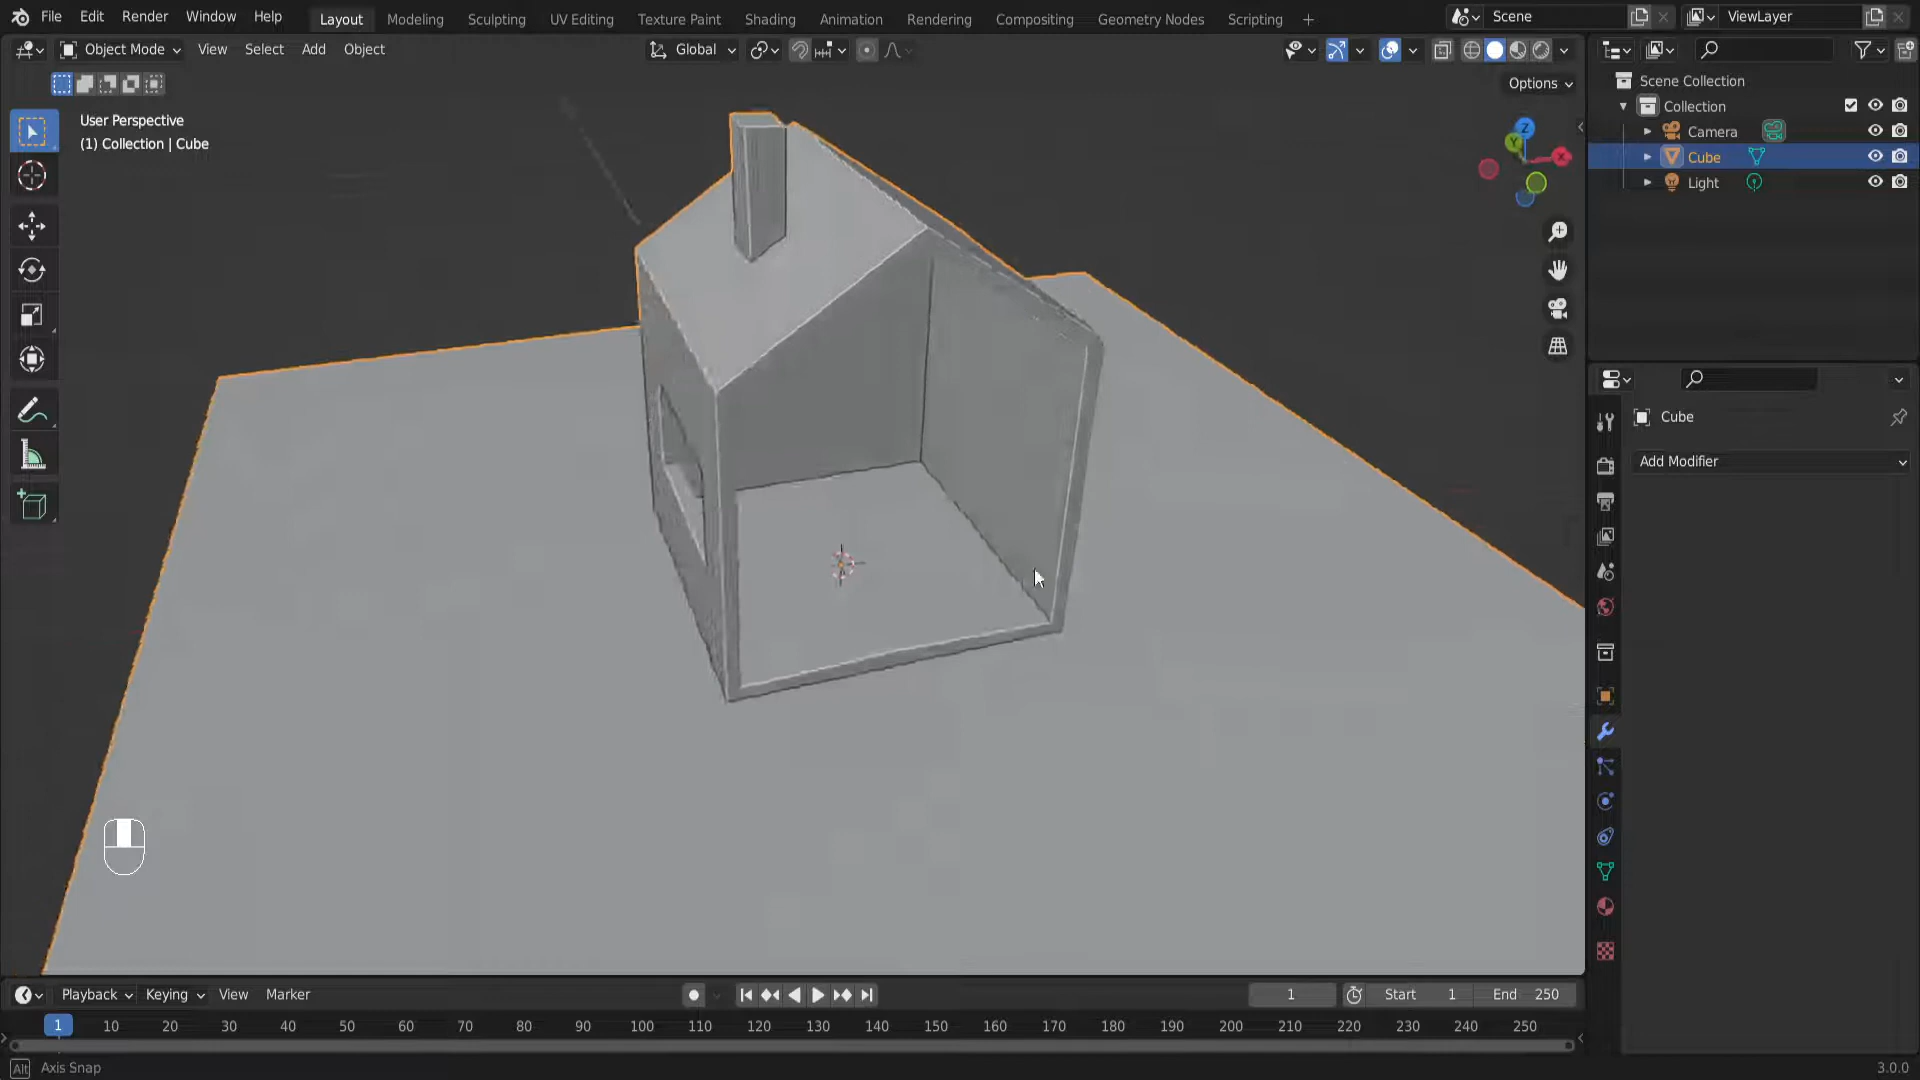 File Edit Render Window Help Layout Modeling Sculpting UV Editing Texture Paint Shading Animation Rendering Compositing Geometry Nodes Scripting + Scene ViewLayer
Object Mode View Select Add Object Global
Options
User Perspective
(1) Collection | Cube
Z
Y
X
Scene Collection
Collection
Camera
Cube
Light
Cube
Add Modifier
Playback Keying View Marker 1 Start 1 End 250
1 10 20 30 40 50 60 70 80 90 100 110 120 130 140 150 160 170 180 190 200 210 220 230 240 250
Alt Axis Snap 3.0.0